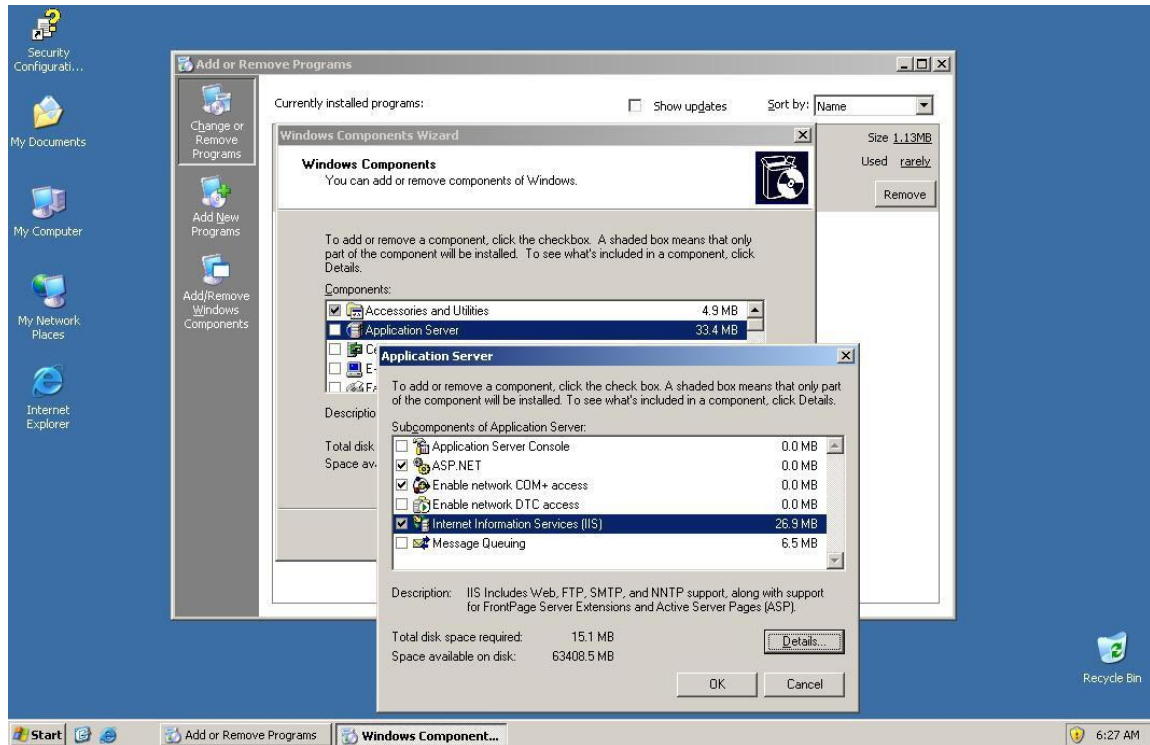 Security
Configurati...
My Documents
My Computer
My Network
Places
Internet
Explorer
Recycle Bin
Add or Remove Programs
Change or
Remove
Programs
Add New
Programs
Add/Remove
Windows
Components
Currently installed programs:
Show updates
Sort by: Name
Size 1.13MB
Used rarely
Remove
Windows Components Wizard
Windows Components
You can add or remove components of Windows.
To add or remove a component, click the checkbox. A shaded box means that only
part of the component will be installed. To see what's included in a component, click
Details.
Components:
Accessories and Utilities 4.9 MB
Application Server 33.4 MB
Ce
E-
Fa
Descriptio
Total disk
Space av
Application Server
To add or remove a component, click the check box. A shaded box means that only part
of the component will be installed. To see what's included in a component, click Details.
Subcomponents of Application Server:
Application Server Console 0.0 MB
ASP.NET 0.0 MB
Enable network COM+ access 0.0 MB
Enable network DTC access 0.0 MB
Internet Information Services (IIS) 26.9 MB
Message Queuing 6.5 MB
Description: IIS Includes Web, FTP, SMTP, and NNTP support, along with support
for FrontPage Server Extensions and Active Server Pages (ASP).
Total disk space required: 15.1 MB
Space available on disk: 63408.5 MB
Details...
OK Cancel
Start Add or Remove Programs Windows Component... 6:27 AM